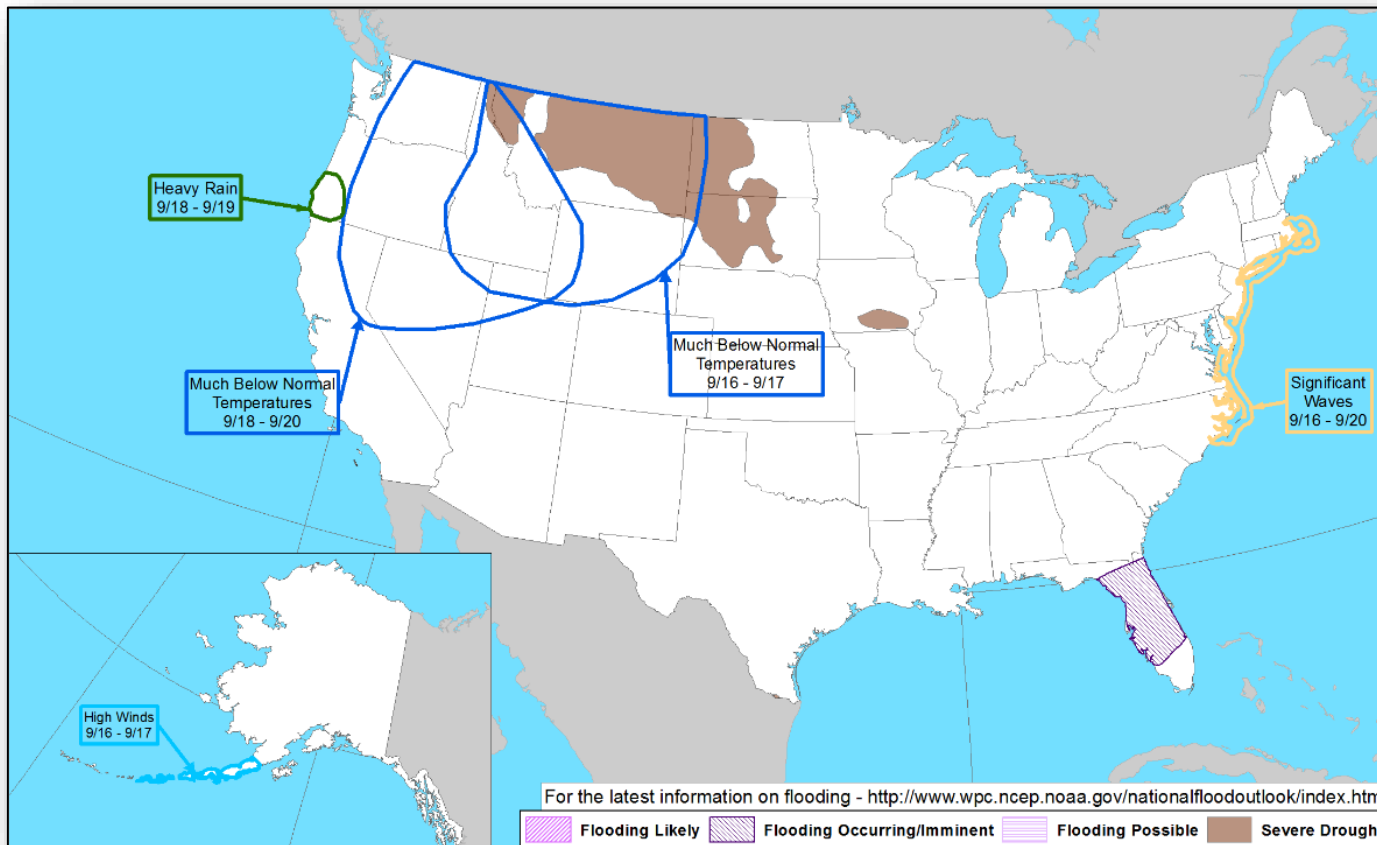 Heavy Rain
9/18 - 9/19
Much Below Normal
Temperatures
9/18 - 9/20
Much Below Normal
Temperatures
9/16 - 9/17
Significant
Waves
9/16 - 9/20
High Winds
9/16 - 9/17
For the latest information on flooding - http://www.wpc.ncep.noaa.gov/nationalfloodoutlook/index.htm
Flooding Likely
Flooding Occurring/Imminent
Flooding Possible
Severe Drough